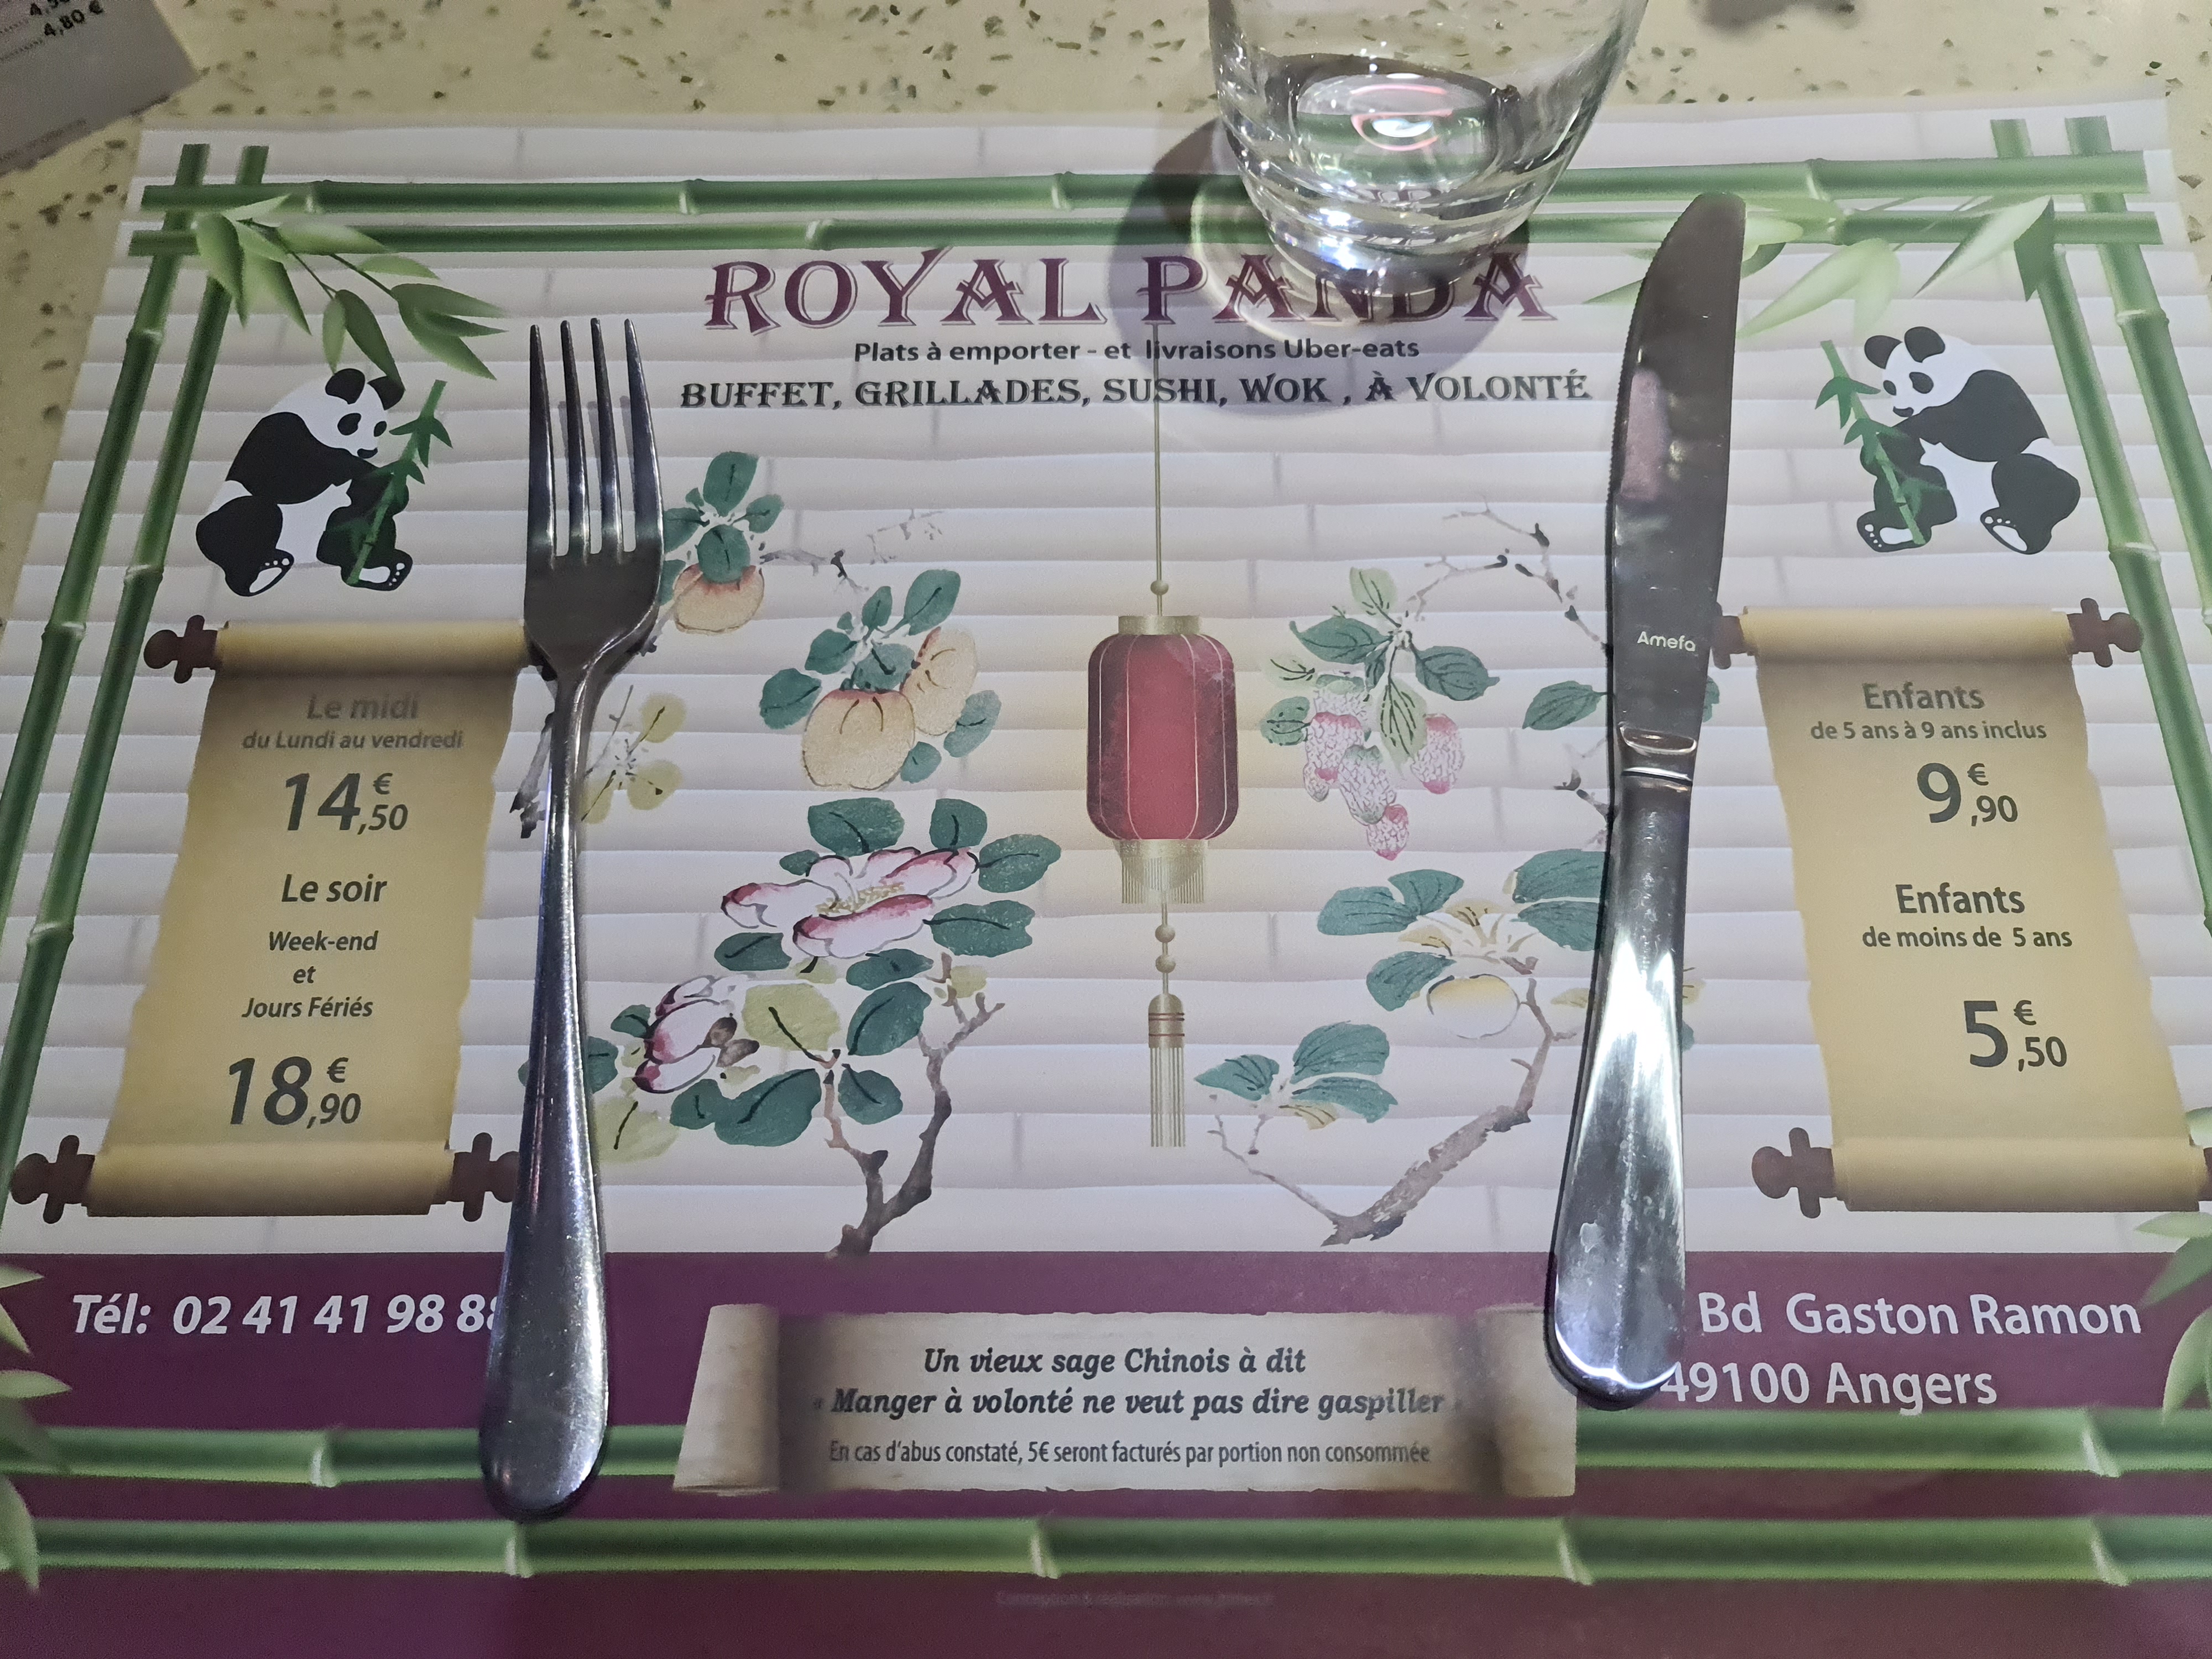 4,80 €
ROYAL PANDA
Plats à emporter - et livraisons Uber-eats
BUFFET, GRILLADES, SUSHI, WOK , À VOLONTÉ
Amefa
Le midi
du Lundi au vendredi
14,50 €
Le soir
Week-end
et
Jours Fériés
18,90 €
Enfants
de 5 ans à 9 ans inclus
9,90 €
Enfants
de moins de 5 ans
5,50 €
Tél: 02 41 41 98 88
Un vieux sage Chinois à dit
« Manger à volonté ne veut pas dire gaspiller »
En cas d'abus constaté, 5€ seront facturés par portion non consommée
Bd Gaston Ramon
49100 Angers